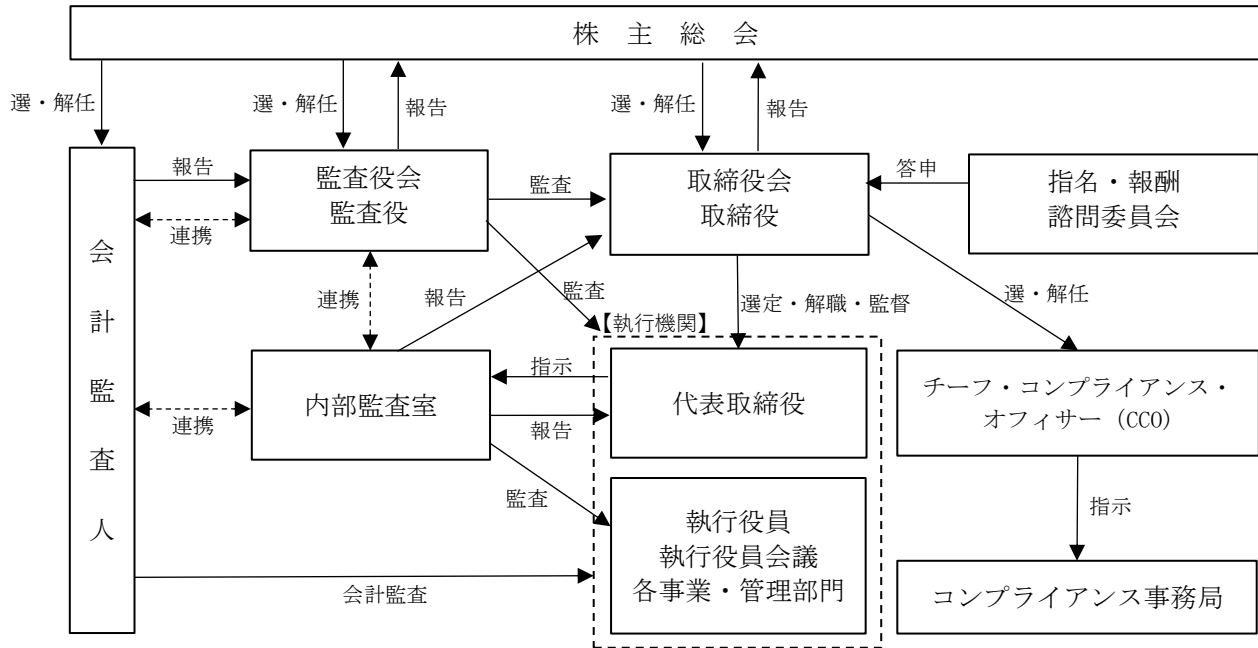 株主総会
選・解任
選・解任
報告
選・解任
報告
会計監査人
報告
連携
監査役会
監査役
監査
取締役会
取締役
答申
指名・報酬
諮問委員会
連携
報告
監査
選定・解職・監督
選・解任
【執行機関】
連携
内部監査室
指示
報告
代表取締役
チーフ・コンプライアンス・
オフィサー（CCO）
監査
執行役員
執行役員会議
各事業・管理部門
指示
会計監査
コンプライアンス事務局